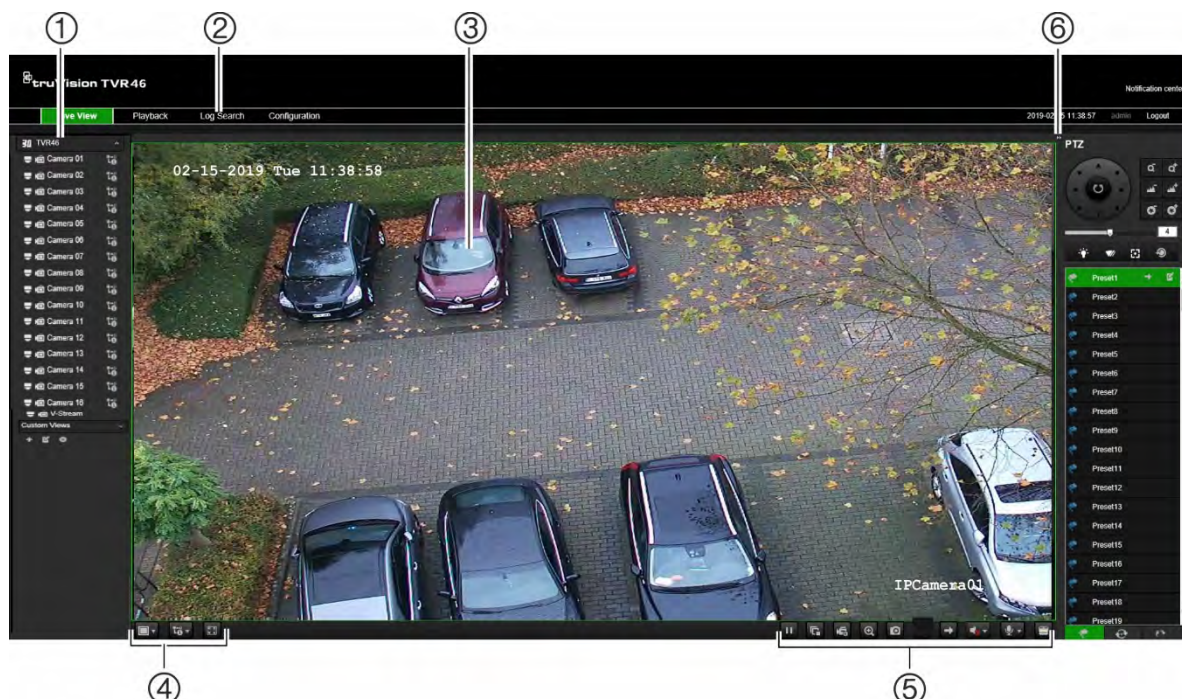 ① ② ③ ⑥
truVision TVR46
Notification cente
Live View Playback Log Search Configuration
2019-02-15 11:38:57 admin Logout
TVR46
Camera 01
Camera 02
Camera 03
Camera 04
Camera 05
Camera 06
Camera 07
Camera 08
Camera 09
Camera 10
Camera 11
Camera 12
Camera 13
Camera 14
Camera 15
Camera 16
V-Stream
Custom Views
02-15-2019 Tue 11:38:58
IPCamera01
PTZ
4
Preset1
Preset2
Preset3
Preset4
Preset5
Preset6
Preset7
Preset8
Preset9
Preset10
Preset11
Preset12
Preset13
Preset14
Preset15
Preset16
Preset17
Preset18
Preset19
④ ⑤